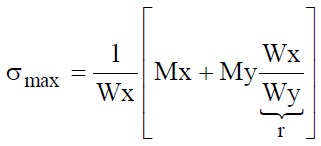 σmax = 1/Wx [ Mx + My Wx/Wy ]
r